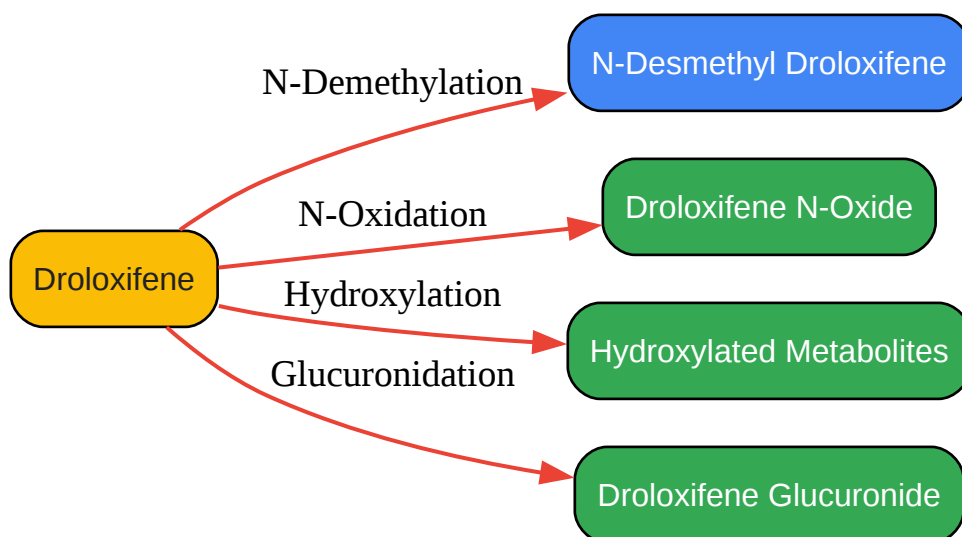 N-Desmethyl Droloxifene
N-Demethylation
Droloxifene N-Oxide
N-Oxidation
Droloxifene
Hydroxylation
Hydroxylated Metabolites
Glucuronidation
Droloxifene Glucuronide